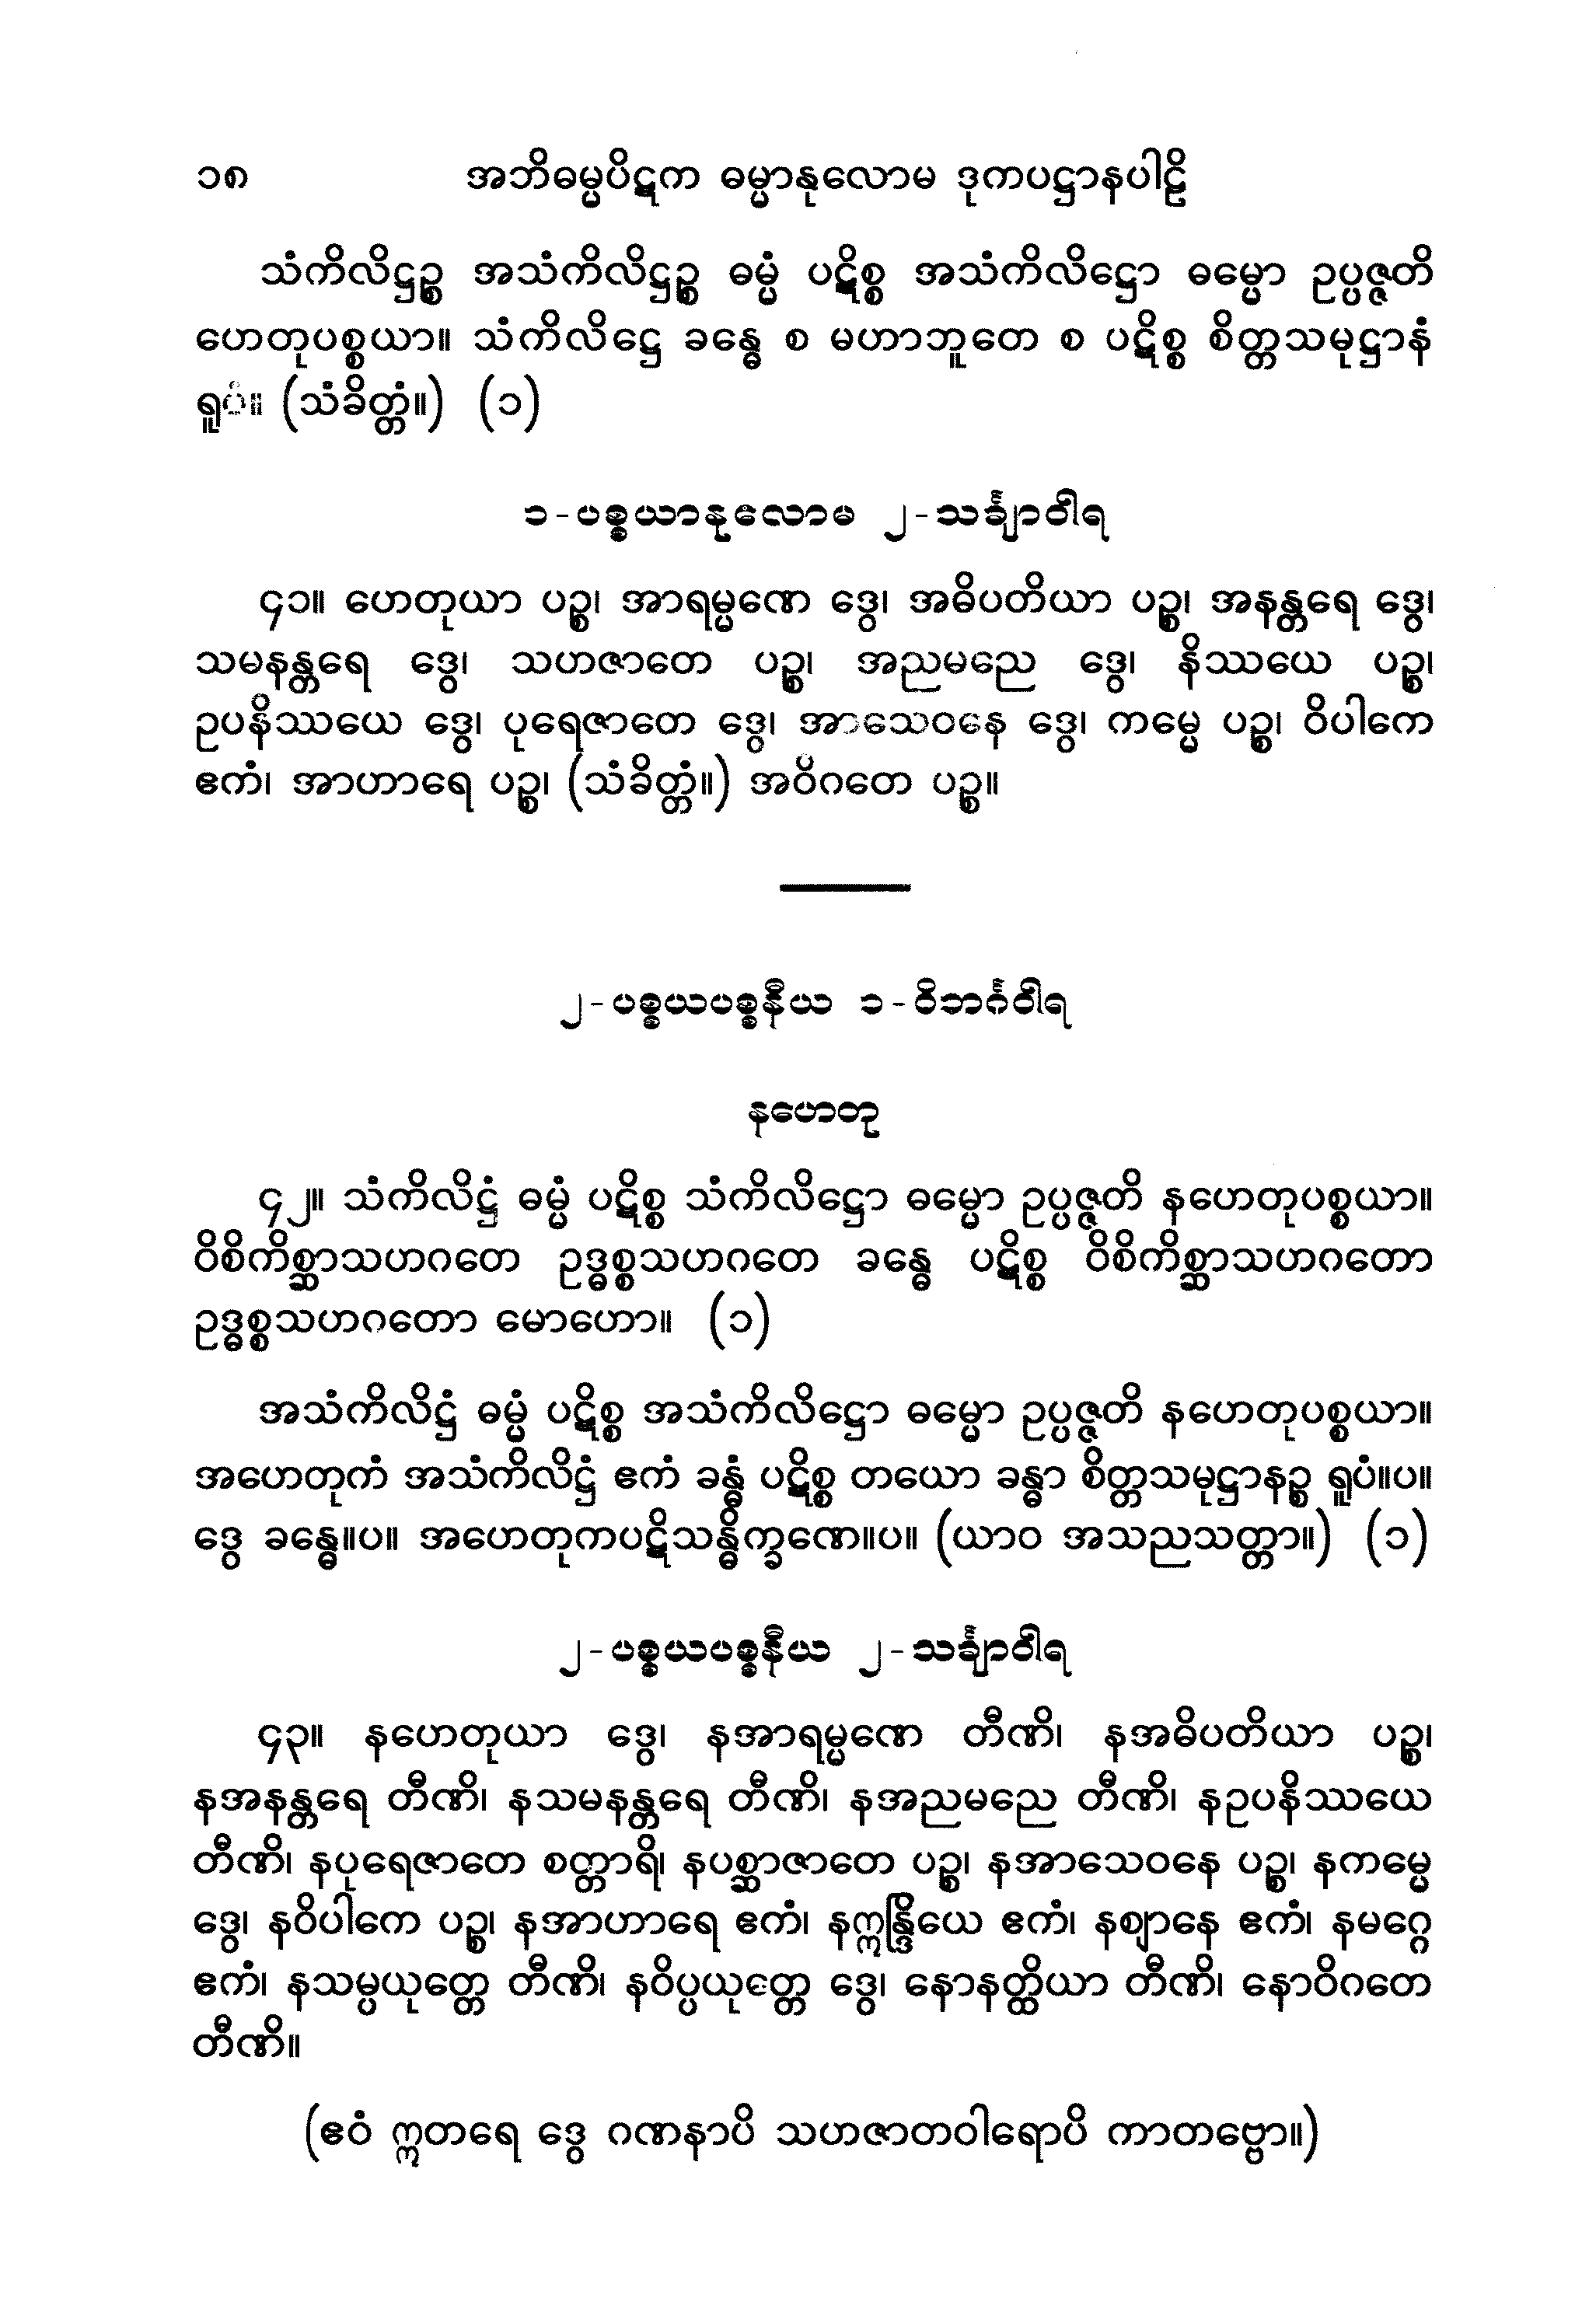 ၁၈ အဘိဓမ္မပိဋက ဓမ္မာနုလောမ ဒုကပဋ္ဌာနပါဠိ
သံကိလိဋ္ဌဉ္စ အသံကိလိဋ္ဌဉ္စ ဓမ္မံ ပဋိစ္စ အသံကိလိဋ္ဌော ဓမ္မော ဥပ္ပဇ္ဇတိ
ဟေတုပစ္စယာ။ သံကိလိဋ္ဌေ ခန္ဓေ စ မဟာဘူတေ စ ပဋိစ္စ စိတ္တသမုဋ္ဌာနံ
ရူပံ။ (သံခိတ္တံ။) (၁)
၁-ပစ္စယာနုလောမ ၂-သင်္ချာဝါရ
၄၁။ ဟေတုယာ ပဉ္စ၊ အာရမ္မဏေ ဒွေ၊ အဓိပတိယာ ပဉ္စ၊ အနန္တရေ ဒွေ၊
သမနန္တရေ ဒွေ၊ သဟဇာတေ ပဉ္စ၊ အညမညေ ဒွေ၊ နိဿယေ ပဉ္စ၊
ဥပနိဿယေ ဒွေ၊ ပုရေဇာတေ ဒွေ၊ အာသေဝနေ ဒွေ၊ ကမ္မေ ပဉ္စ၊ ဝိပါကေ
ဧကံ၊ အာဟာရေ ပဉ္စ၊ (သံခိတ္တံ။) အဝိဂတေ ပဉ္စ။
၂-ပစ္စယပစ္စနီယ ၁-ဝိဘင်္ဂဝါရ
နဟေတု
၄၂။ သံကိလိဋ္ဌံ ဓမ္မံ ပဋိစ္စ သံကိလိဋ္ဌော ဓမ္မော ဥပ္ပဇ္ဇတိ နဟေတုပစ္စယာ။
ဝိစိကိစ္ဆာသဟဂတေ ဥဒ္ဓစ္စသဟဂတေ ခန္ဓေ ပဋိစ္စ ဝိစိကိစ္ဆာသဟဂတော
ဥဒ္ဓစ္စသဟဂတော မောဟော။ (၁)
အသံကိလိဋ္ဌံ ဓမ္မံ ပဋိစ္စ အသံကိလိဋ္ဌော ဓမ္မော ဥပ္ပဇ္ဇတိ နဟေတုပစ္စယာ။
အဟေတုကံ အသံကိလိဋ္ဌံ ဧကံ ခန္ဓံ ပဋိစ္စ တယော ခန္ဓာ စိတ္တသမုဋ္ဌာနဉ္စ ရူပံ။ပ။
ဒွေ ခန္ဓေ။ပ။ အဟေတုကပဋိသန္ဓိက္ခဏေ။ပ။ (ယာဝ အသညသတ္တာ။) (၁)
၂-ပစ္စယပစ္စနီယ ၂-သင်္ချာဝါရ
၄၃။ နဟေတုယာ ဒွေ၊ နအာရမ္မဏေ တီဏိ၊ နအဓိပတိယာ ပဉ္စ၊
နအနန္တရေ တီဏိ၊ နသမနန္တရေ တီဏိ၊ နအညမညေ တီဏိ၊ နဥပနိဿယေ
တီဏိ၊ နပုရေဇာတေ စတ္တာရိ၊ နပစ္ဆာဇာတေ ပဉ္စ၊ နအာသေဝနေ ပဉ္စ၊ နကမ္မေ
ဒွေ၊ နဝိပါကေ ပဉ္စ၊ နအာဟာရေ ဧကံ၊ နဣန္ဒြိယေ ဧကံ၊ နဈာနေ ဧကံ၊ နမဂ္ဂေ
ဧကံ၊ နသမ္ပယုတ္တေ တီဏိ၊ နဝိပ္ပယုတ္တေ ဒွေ၊ နောနတ္ထိယာ တီဏိ၊ နောဝိဂတေ
တီဏိ။
(ဧဝံ ဣတရေ ဒွေ ဂဏနာပိ သဟဇာတဝါရောပိ ကာတဗ္ဗော။)